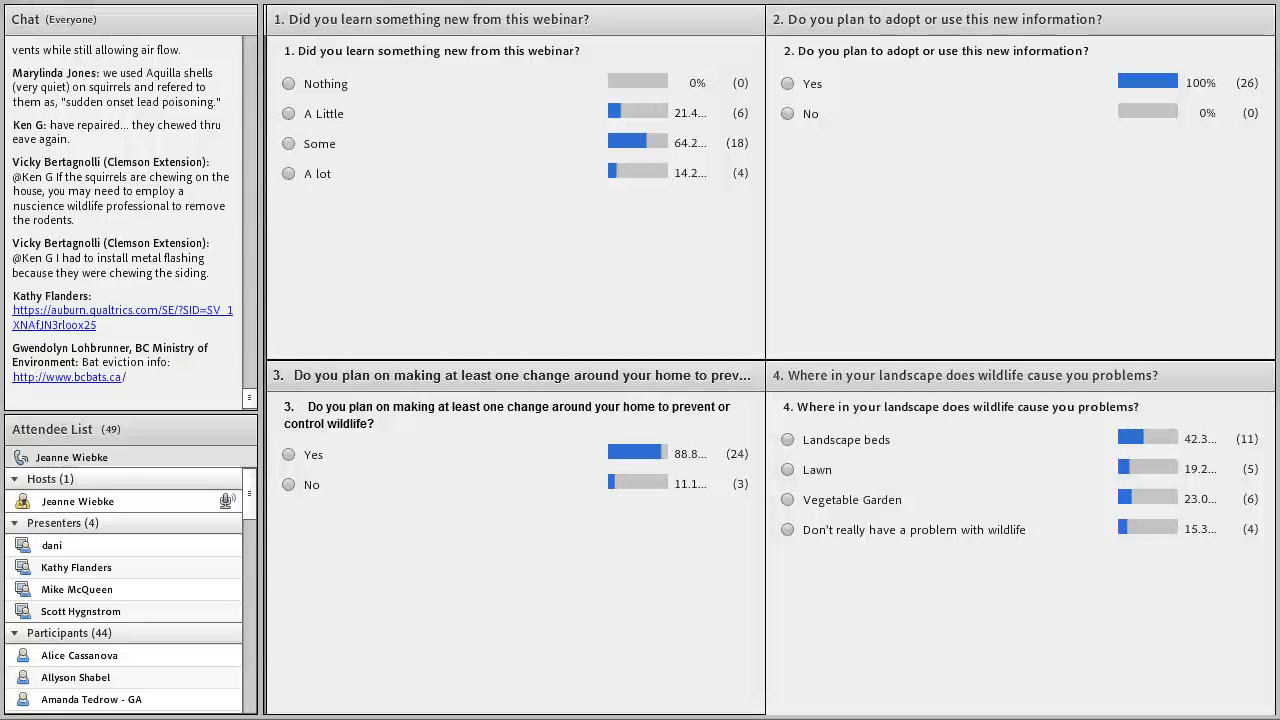 Chat (Everyone)
vents while still allowing air flow.
Marylinda Jones: we used Aquilla shells
(very quiet) on squirrels and refered to
them as, "sudden onset lead poisoning."
Ken G: have repaired... they chewed thru
eave again.
Vicky Bertagnolli (Clemson Extension):
@Ken G If the squirrels are chewing on the
house, you may need to employ a
nuscience wildlife professional to remove
the rodents.
Vicky Bertagnolli (Clemson Extension):
@Ken G I had to install metal flashing
because they were chewing the siding.
Kathy Flanders:
https://auburn.qualtrics.com/SE/?SID=SV_1
XNAfJN3rloox25
Gwendolyn Lohbrunner, BC Ministry of
Environment: Bat eviction info:
http://www.bcbats.ca/
Attendee List (49)
Jeanne Wiebke
Hosts (1)
Jeanne Wiebke
Presenters (4)
dani
Kathy Flanders
Mike McQueen
Scott Hygnstrom
Participants (44)
Alice Cassanova
Allyson Shabel
Amanda Tedrow - GA
1. Did you learn something new from this webinar?
1. Did you learn something new from this webinar?
Nothing 0% (0)
A Little 21.4... (6)
Some 64.2... (18)
A lot 14.2... (4)
2. Do you plan to adopt or use this new information?
2. Do you plan to adopt or use this new information?
Yes 100% (26)
No 0% (0)
3. Do you plan on making at least one change around your home to prev...
3. Do you plan on making at least one change around your home to prevent or
control wildlife?
Yes 88.8... (24)
No 11.1... (3)
4. Where in your landscape does wildlife cause you problems?
4. Where in your landscape does wildlife cause you problems?
Landscape beds 42.3... (11)
Lawn 19.2... (5)
Vegetable Garden 23.0... (6)
Don't really have a problem with wildlife 15.3... (4)